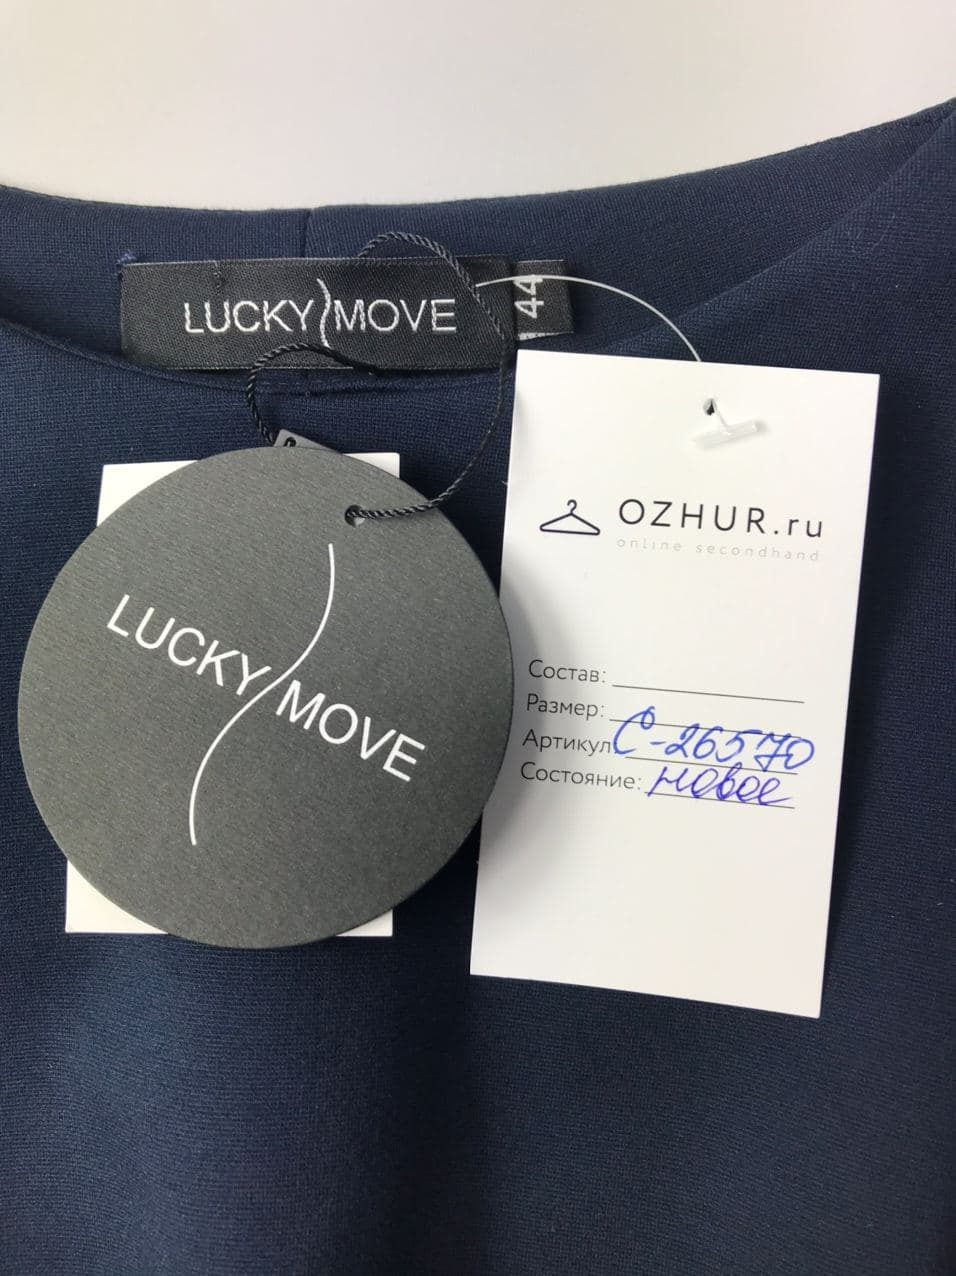 LUCKY MOVE
44
OZHUR.ru
online secondhand
LUCKY MOVE
Состав:
Размер:
Артикул: С-26570
Состояние: новое